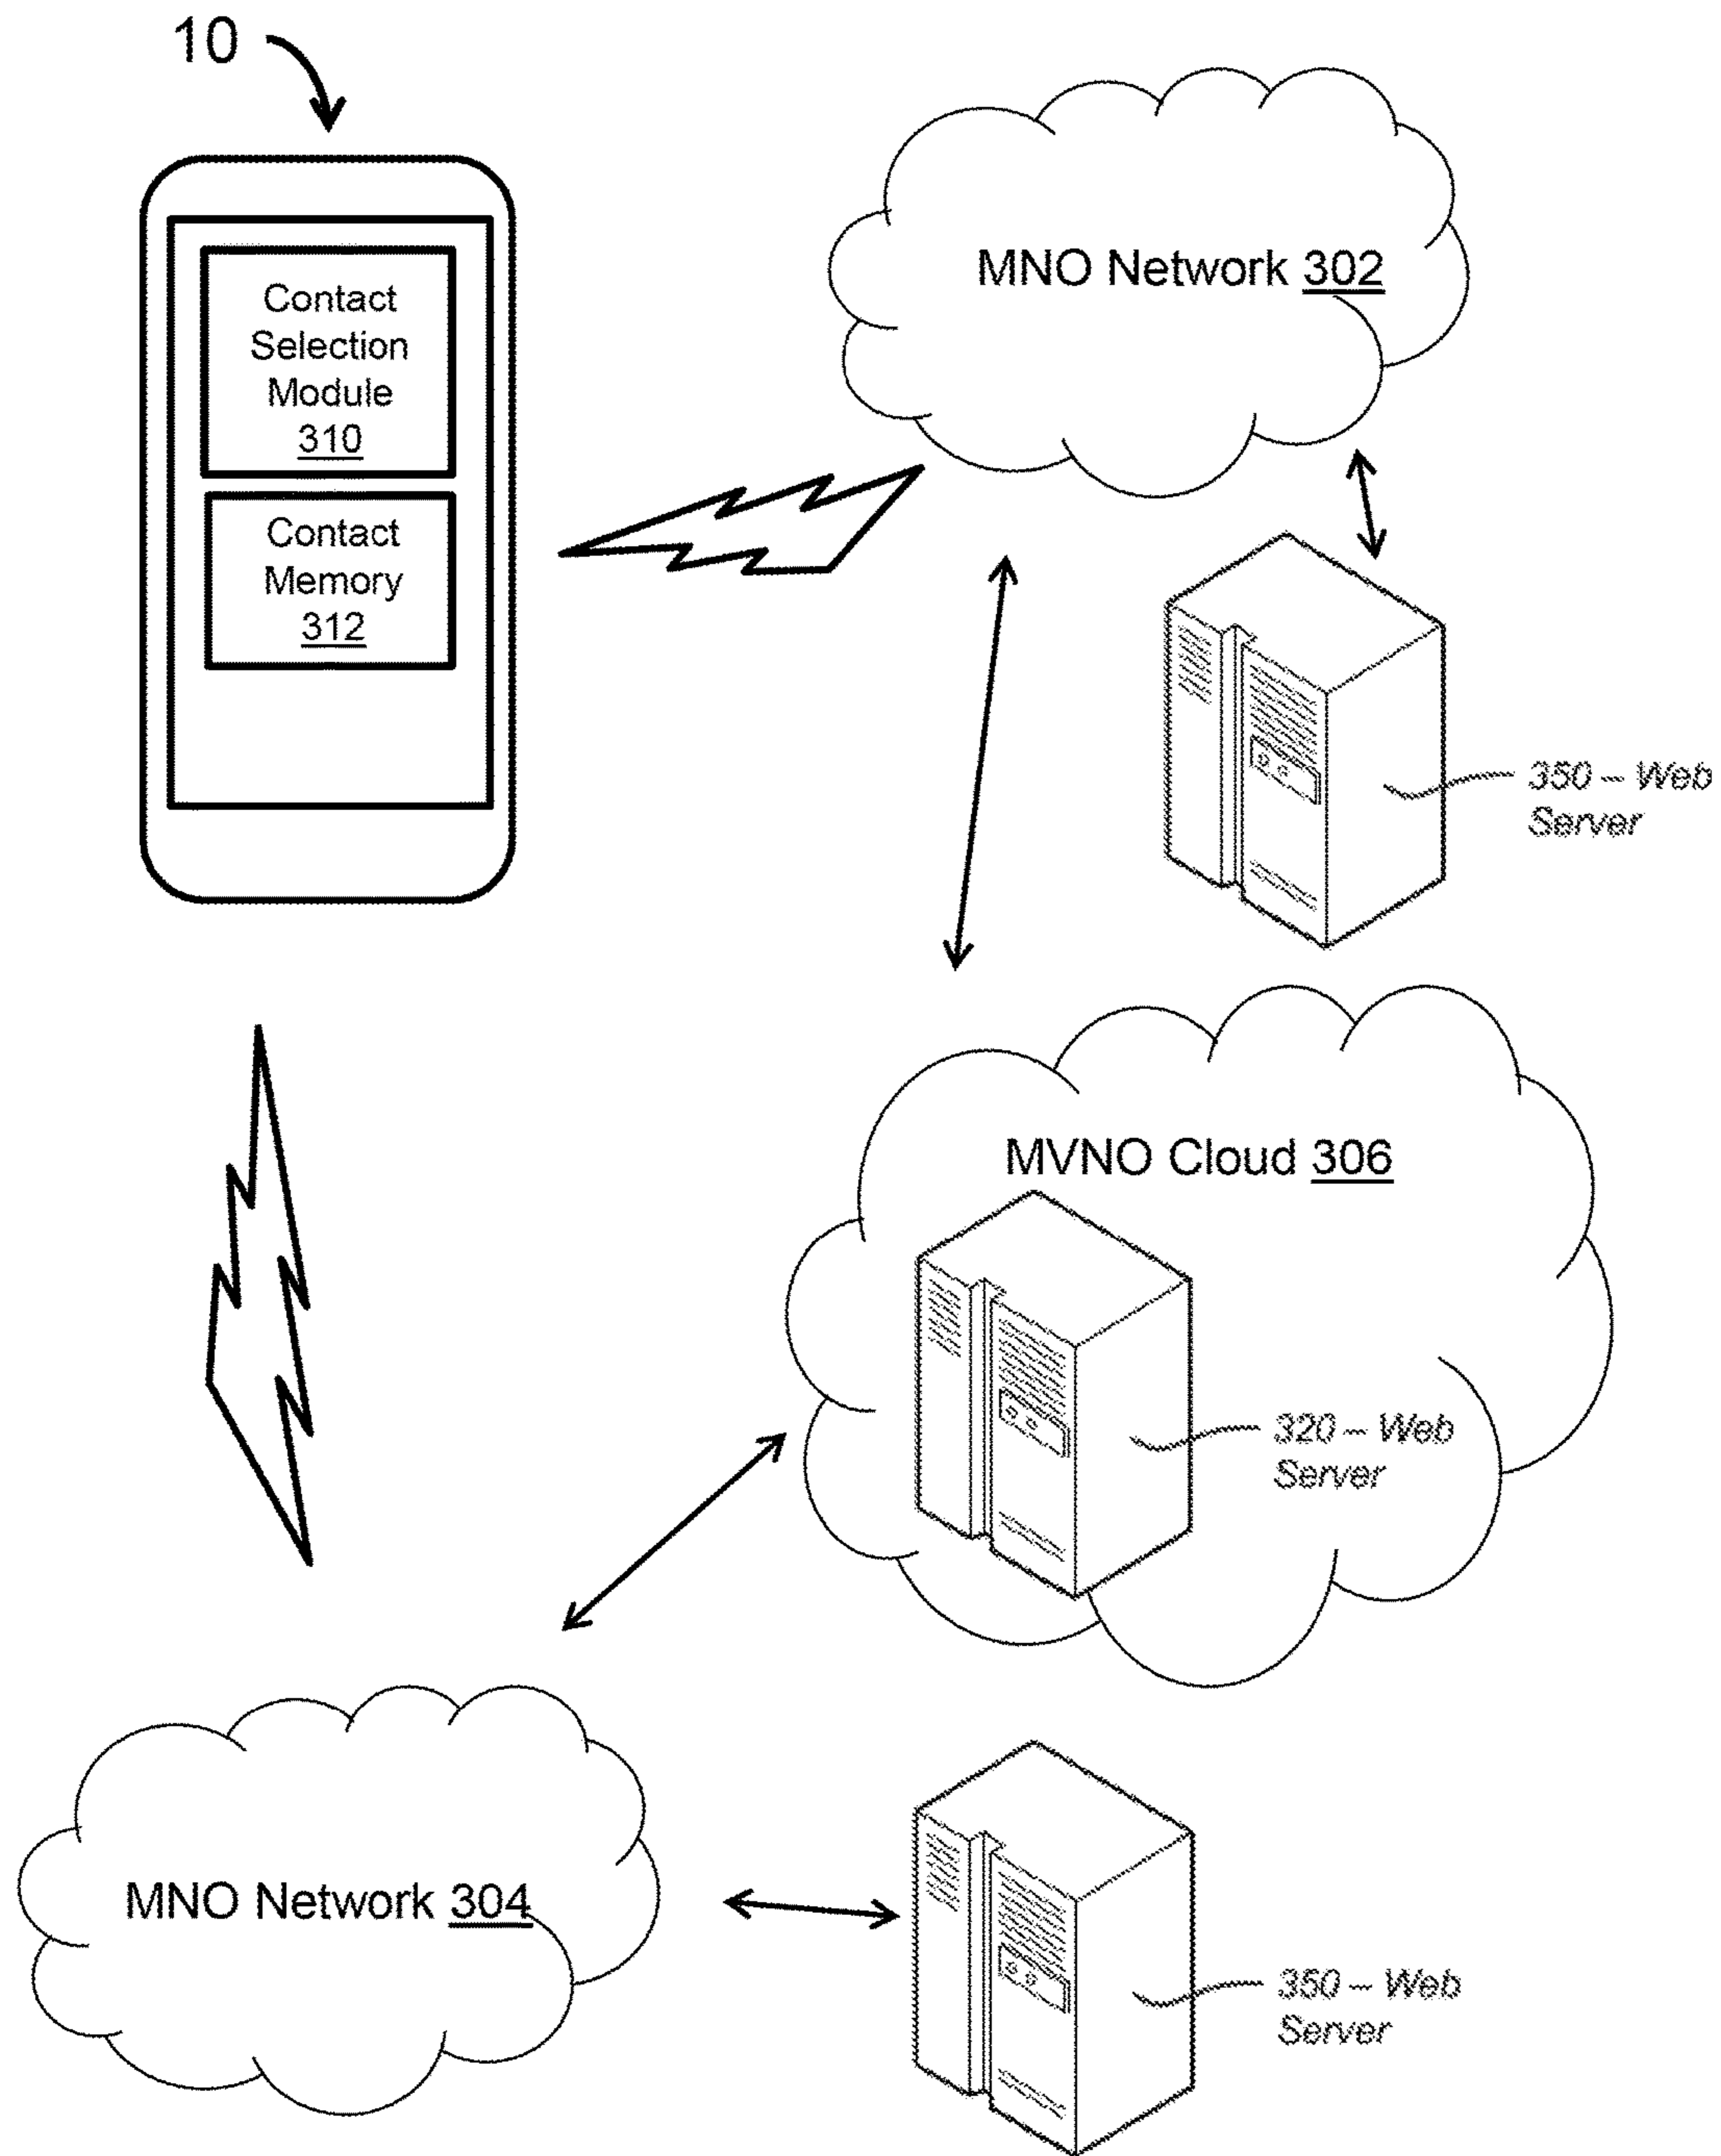 10
Contact
Selection
Module
310
Contact
Memory
312
MNO Network 302
350 – Web
Server
MVNO Cloud 306
320 – Web
Server
MNO Network 304
350 – Web
Server